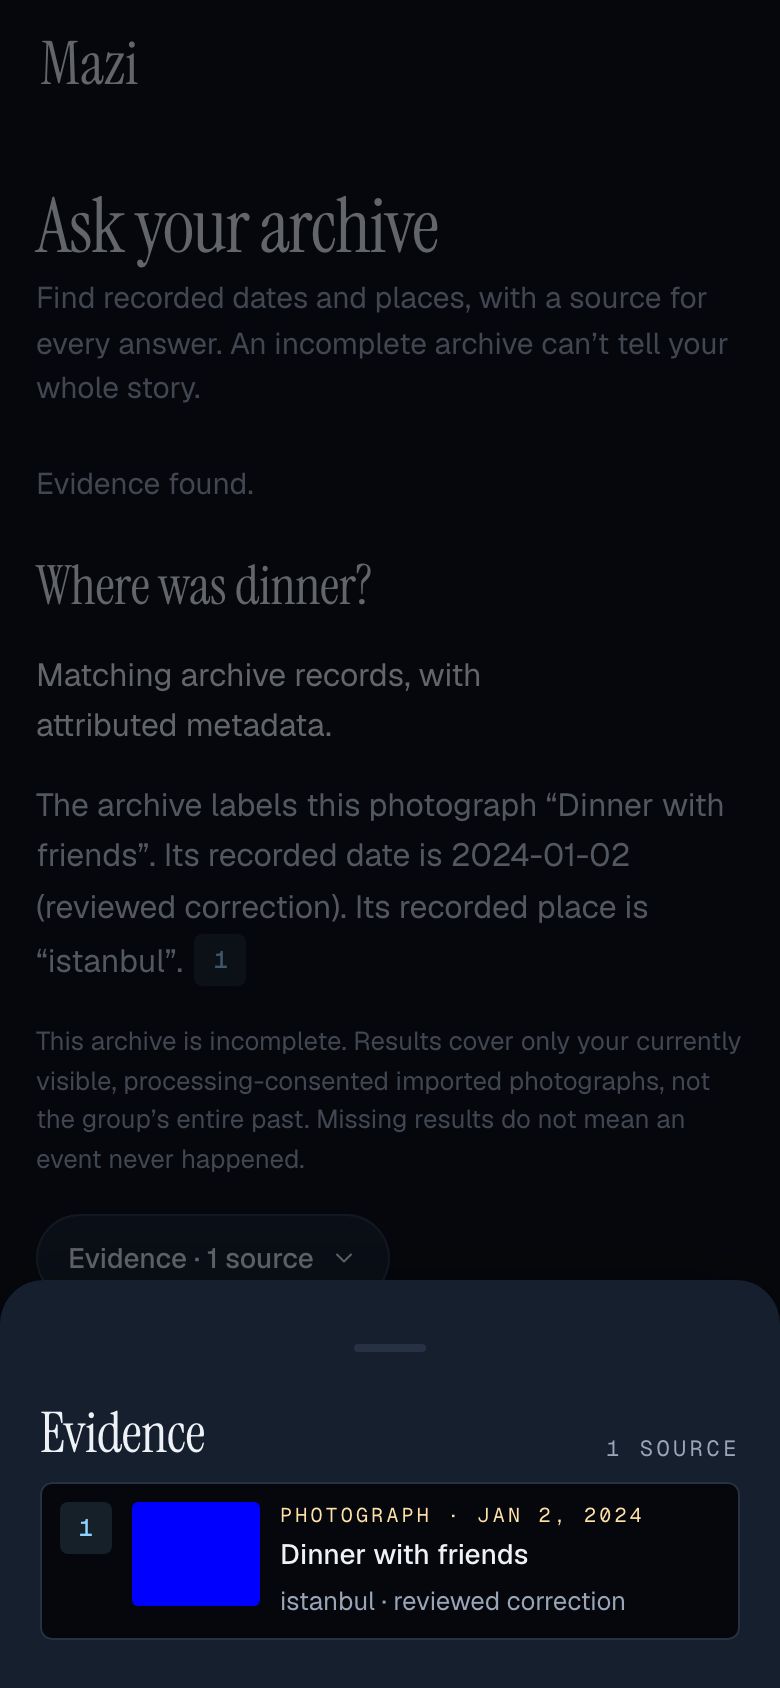 Mazi
Ask your archive
Find recorded dates and places, with a source for
every answer. An incomplete archive can’t tell your
whole story.
Evidence found.
Where was dinner?
Matching archive records, with
attributed metadata.
The archive labels this photograph “Dinner with
friends”. Its recorded date is 2024-01-02
(reviewed correction). Its recorded place is
“istanbul”. 1
This archive is incomplete. Results cover only your currently
visible, processing-consented imported photographs, not
the group’s entire past. Missing results do not mean an
event never happened.
Evidence · 1 source
Evidence
1 SOURCE
1
PHOTOGRAPH · JAN 2, 2024
Dinner with friends
istanbul · reviewed correction